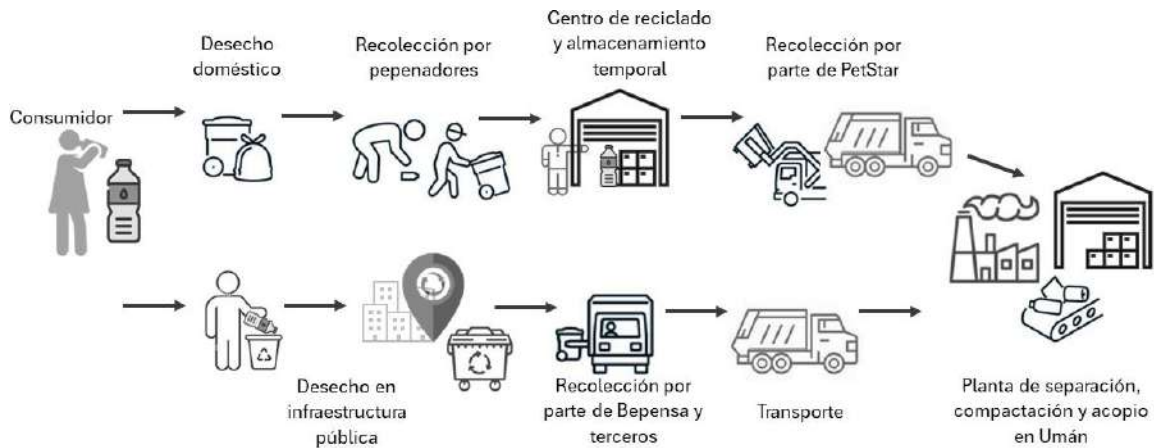 Consumidor
Desecho
doméstico
Recolección por
pepenadores
Centro de reciclado
y almacenamiento
temporal
Recolección por
parte de PetStar
Desecho en
infraestructura
pública
Recolección por
parte de Bepensa y
terceros
Transporte
Planta de separación,
compactación y acopio
en Umán